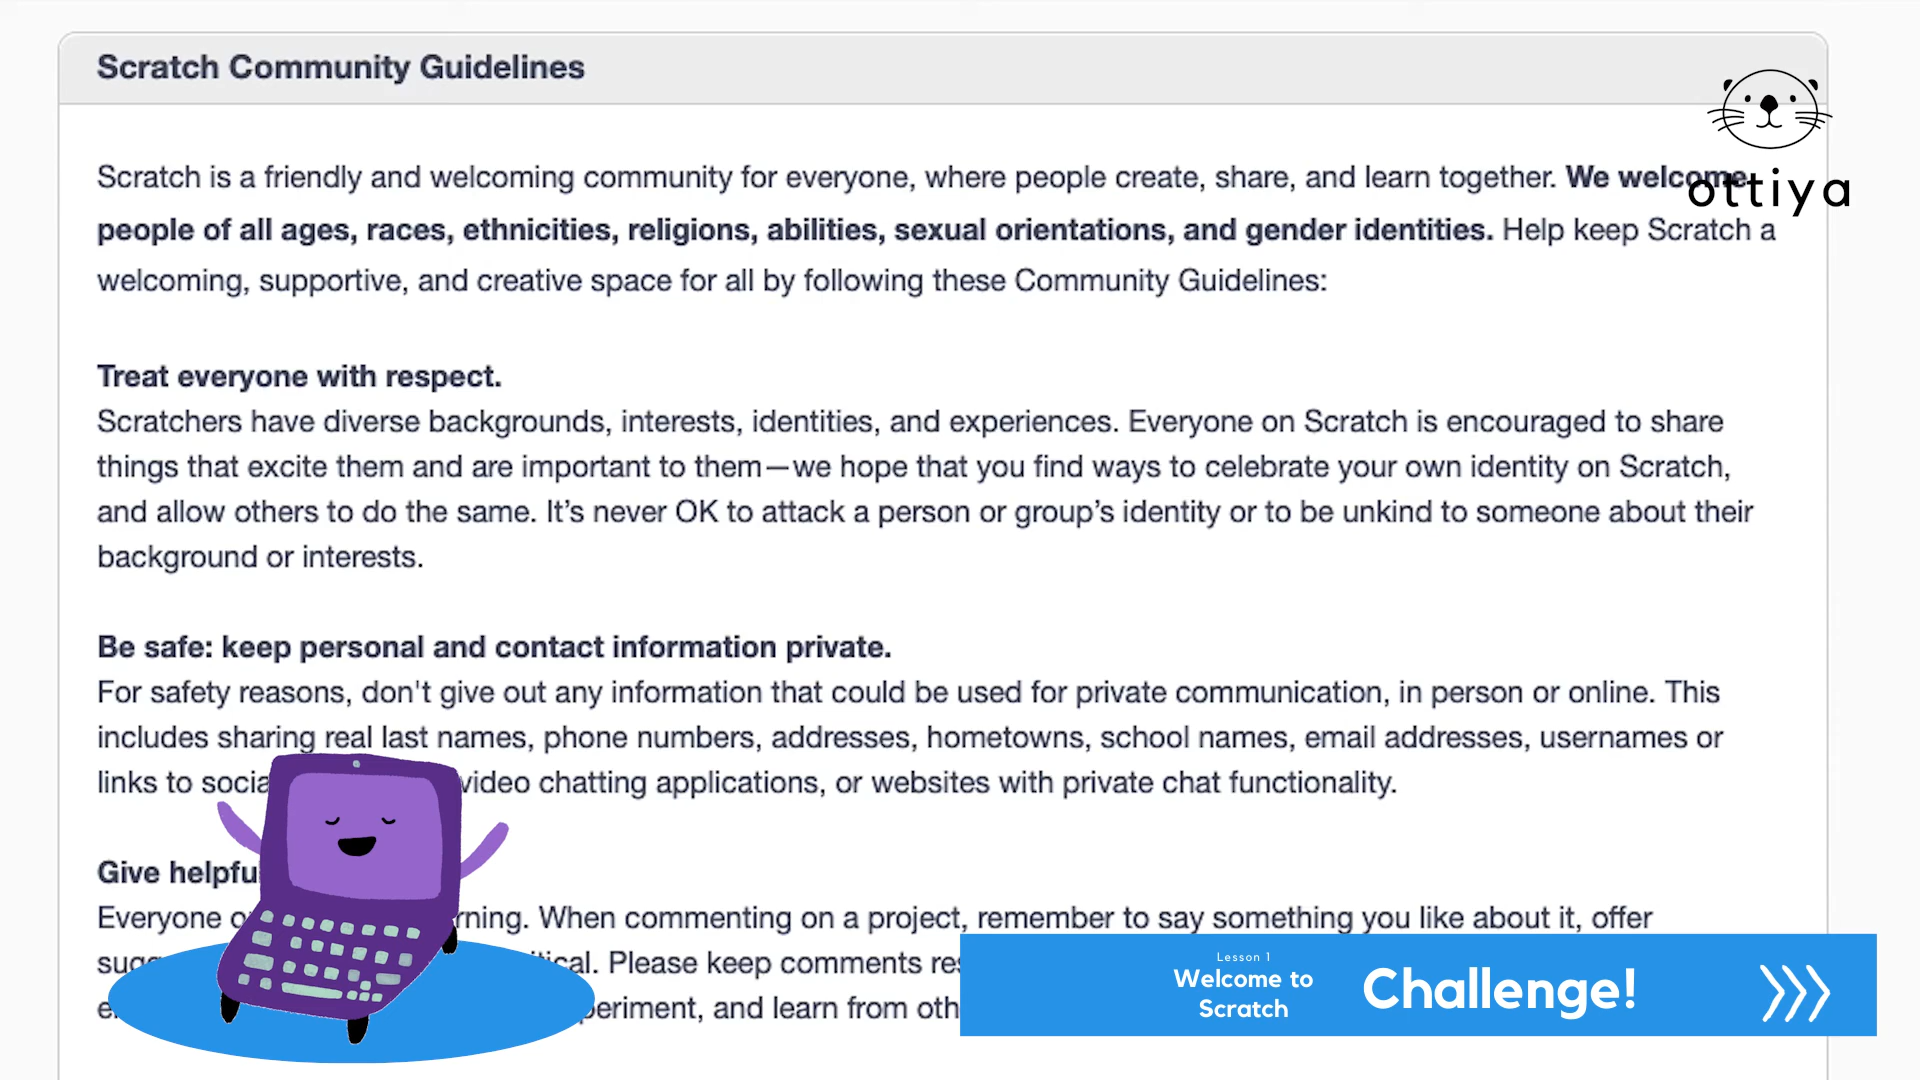 Scratch Community Guidelines
ottiya
Scratch is a friendly and welcoming community for everyone, where people create, share, and learn together. We welcome
people of all ages, races, ethnicities, religions, abilities, sexual orientations, and gender identities. Help keep Scratch a
welcoming, supportive, and creative space for all by following these Community Guidelines:
Treat everyone with respect.
Scratchers have diverse backgrounds, interests, identities, and experiences. Everyone on Scratch is encouraged to share
things that excite them and are important to them—we hope that you find ways to celebrate your own identity on Scratch,
and allow others to do the same. It’s never OK to attack a person or group’s identity or to be unkind to someone about their
background or interests.
Be safe: keep personal and contact information private.
For safety reasons, don't give out any information that could be used for private communication, in person or online. This
includes sharing real last names, phone numbers, addresses, hometowns, school names, email addresses, usernames or
links to video chatting applications, or websites with private chat functionality.
Give
Everyone When commenting on a project, remember to say something you like about it, offer
Please keep comments
and learn from
Lesson 1
Welcome to
Scratch
Challenge!